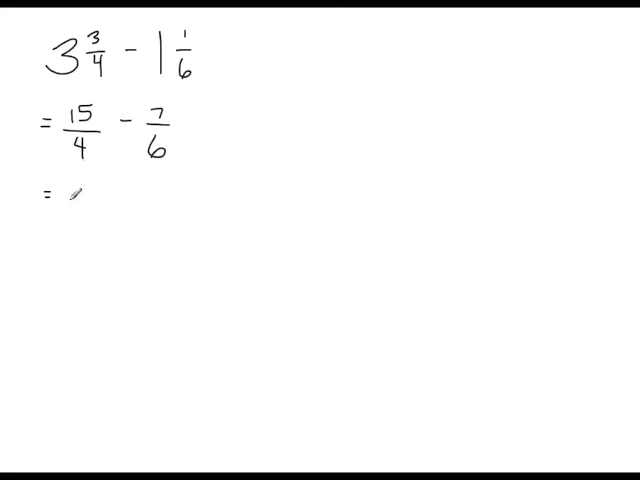 3 3/4 - 1 1/6
= 15/4 - 7/6
=